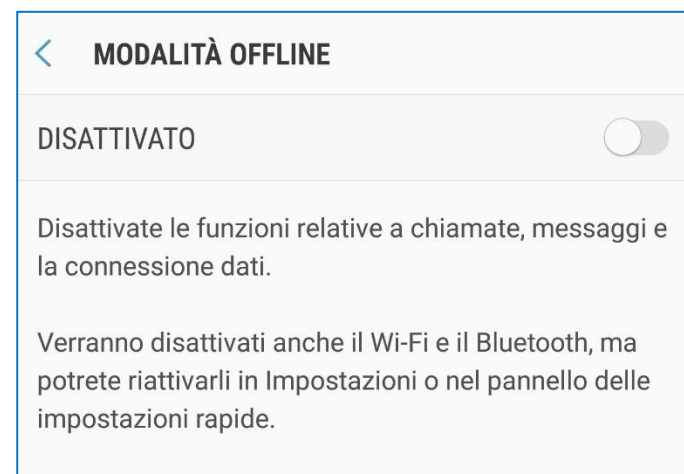 MODALITÀ OFFLINE
DISATTIVATO
Disattivate le funzioni relative a chiamate, messaggi e
la connessione dati.
Verranno disattivati anche il Wi-Fi e il Bluetooth, ma
potrete riattivarli in Impostazioni o nel pannello delle
impostazioni rapide.